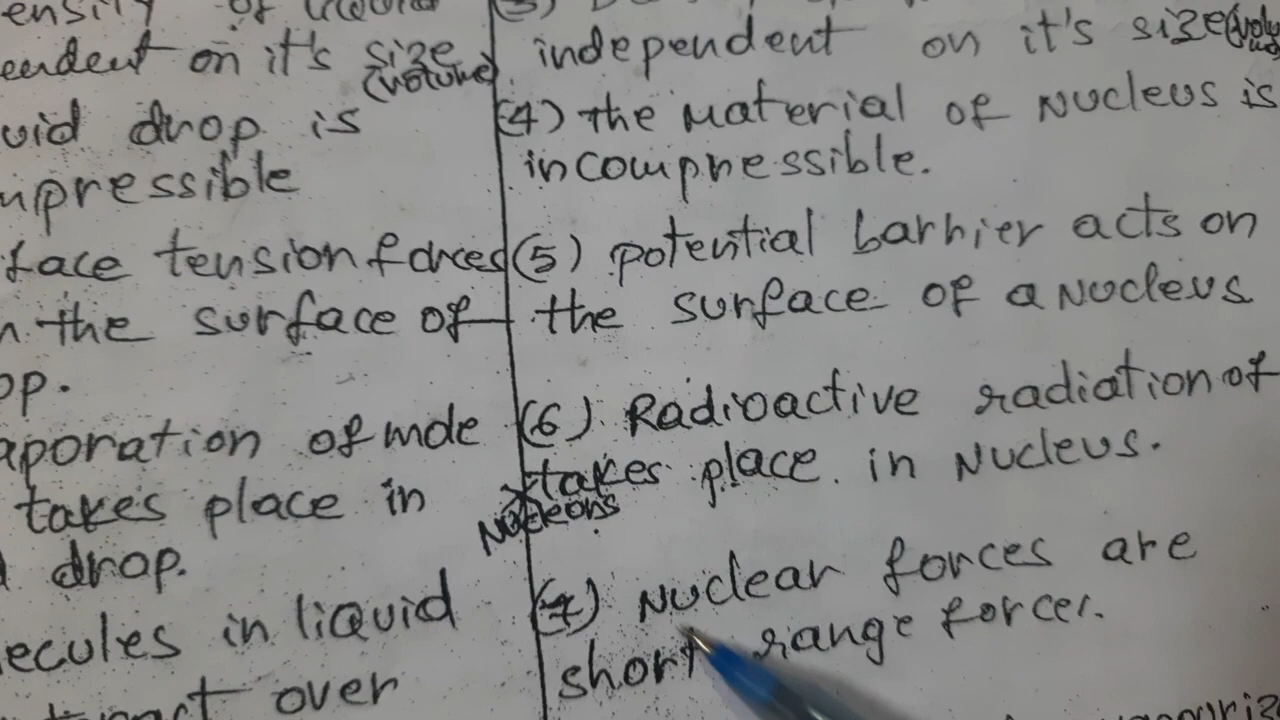 ensity of liquid
endent on it's size
(volume)
uid drop is
mpressible
face tension forces
n the surface of
op.
aporation of mole
takes place in
drop.
ecules in liquid
over
independent on it's size
(4) the material of Nucleus is
incompressible.
(5) potential barrier acts on
the surface of a Nucleus
(6) Radioactive radiation of
takes place in Nucleus.
Nucleons
(7) Nuclear forces are
short range forces.